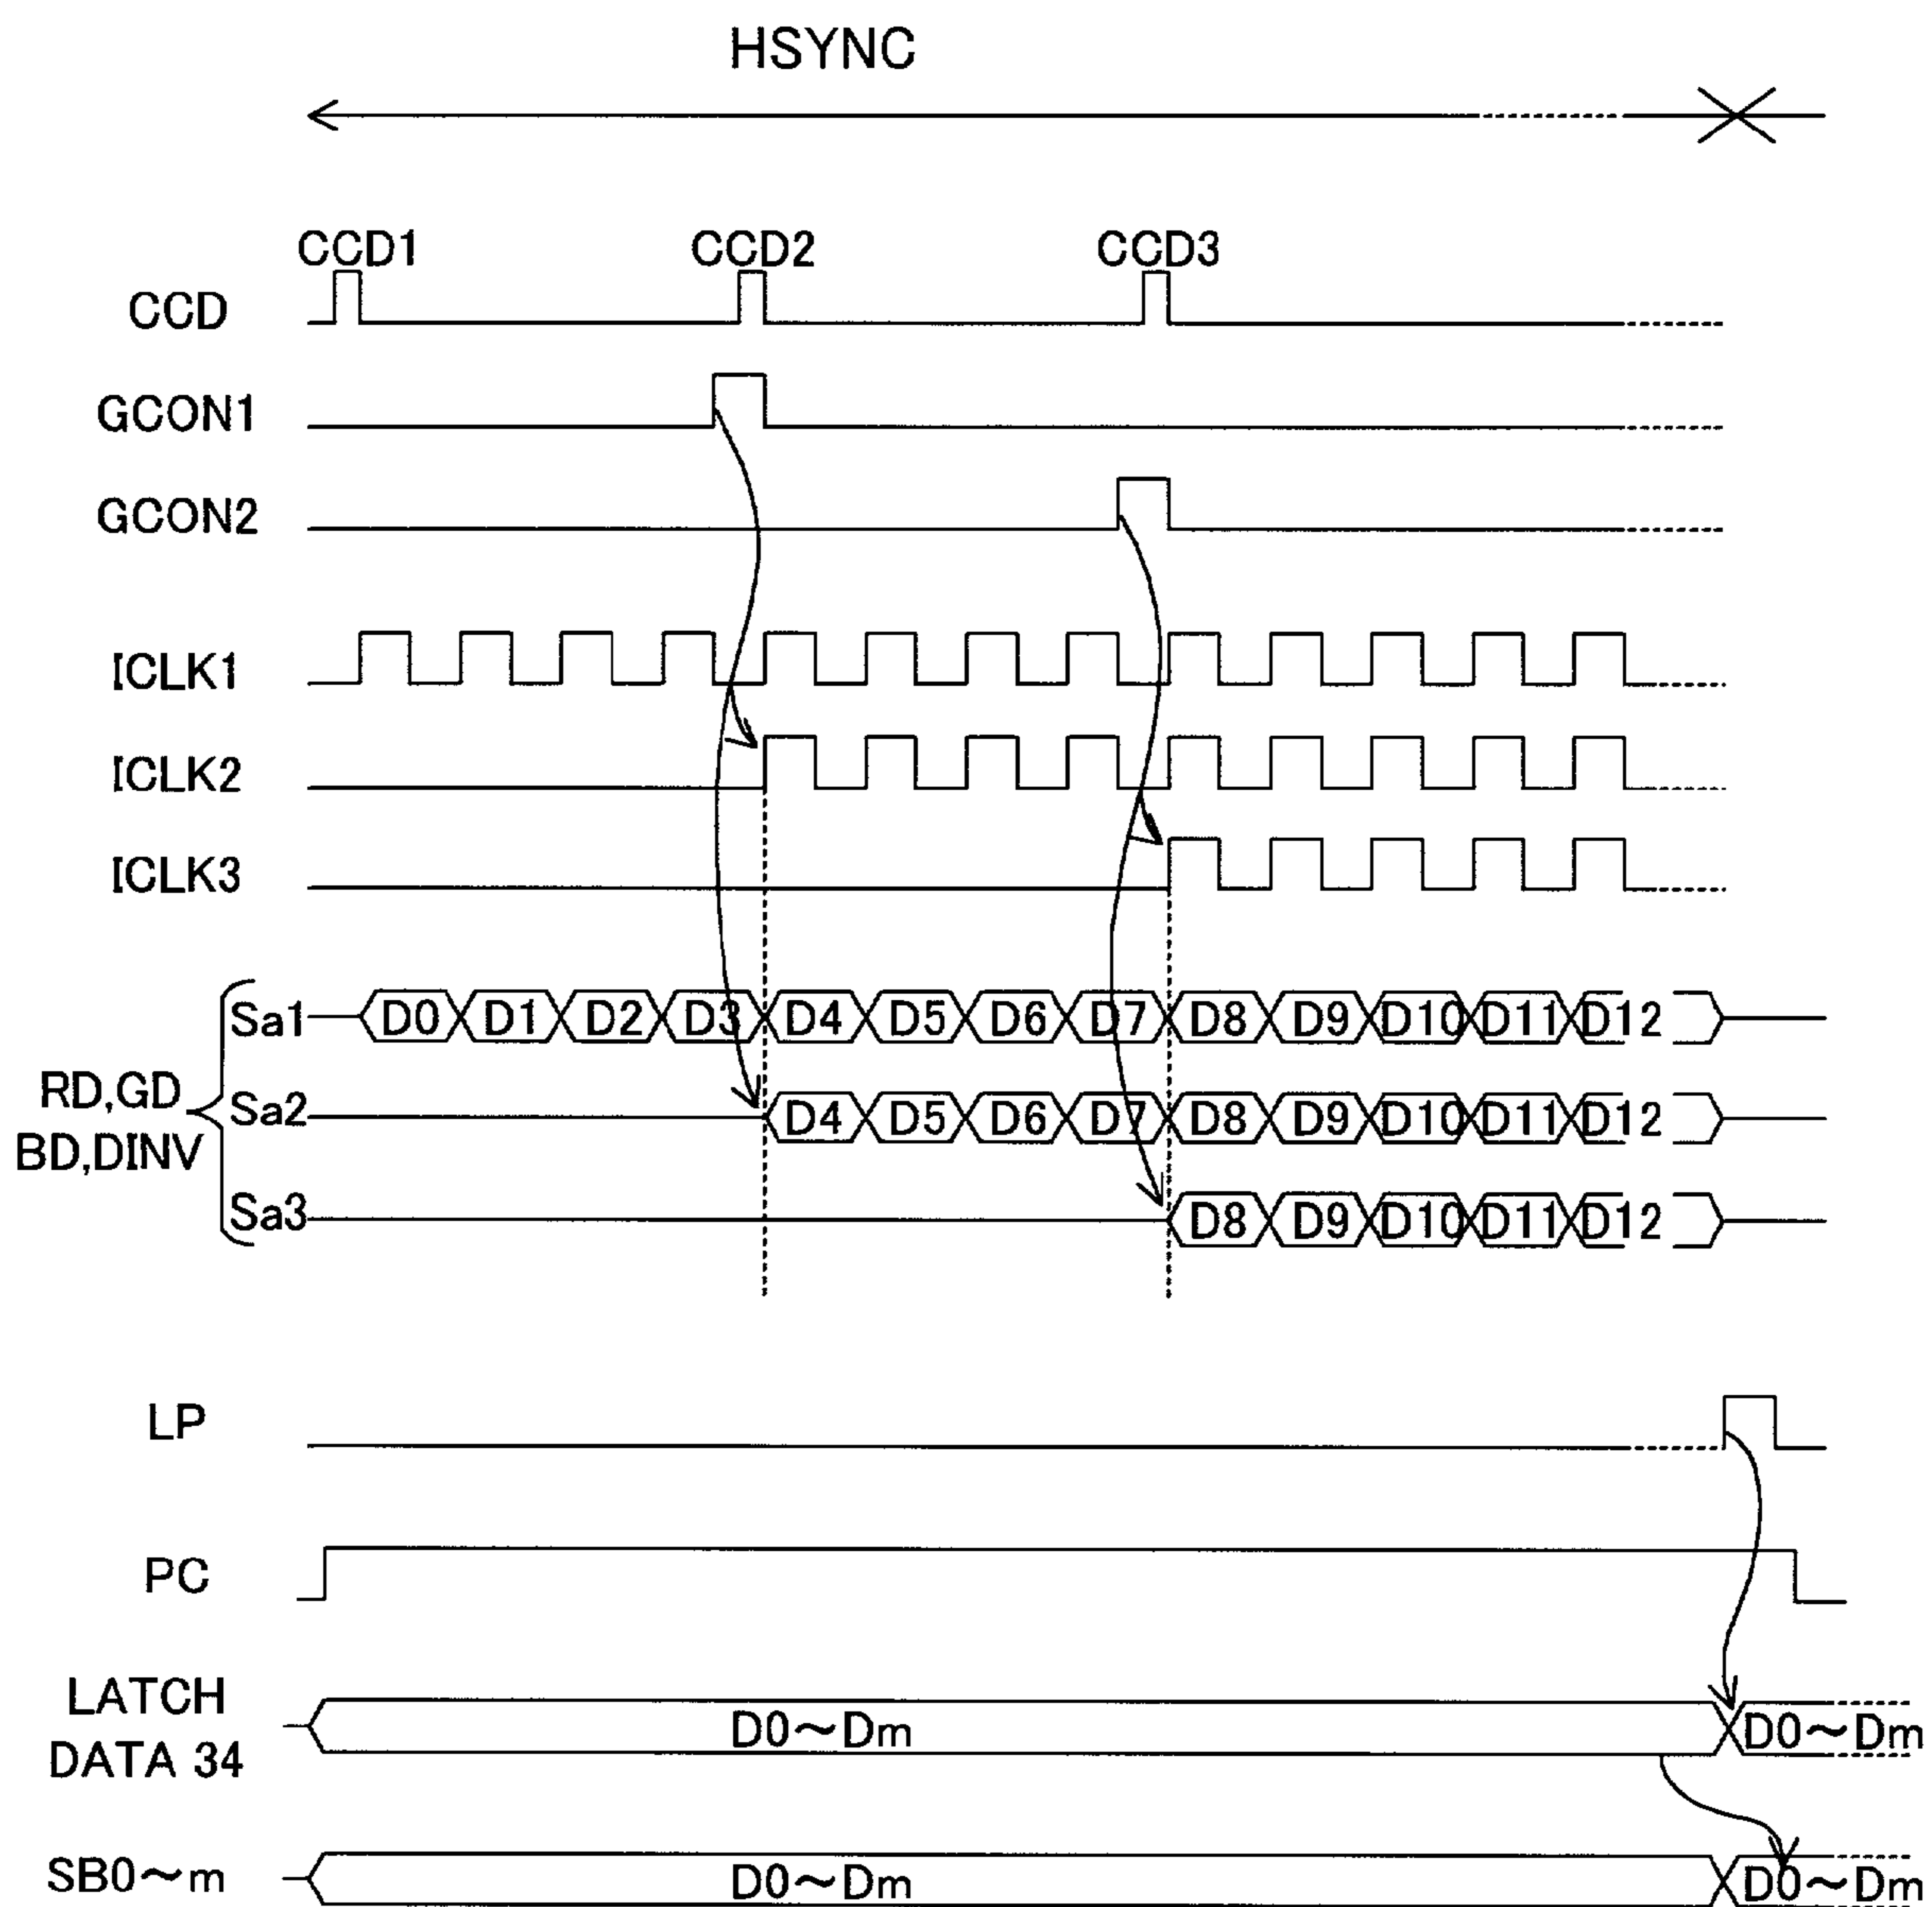 HSYNC
CCD1 CCD2 CCD3
CCD
GCON1
GCON2
ICLK1
ICLK2
ICLK3
Sa1 D0 D1 D2 D3 D4 D5 D6 D7 D8 D9 D10 D11 D12
RD,GD
BD,DINV
Sa2 D4 D5 D6 D7 D8 D9 D10 D11 D12
Sa3 D8 D9 D10 D11 D12
LP
PC
LATCH
DATA 34
D0～Dm D0～Dm
SB0～m D0～Dm D0～Dm